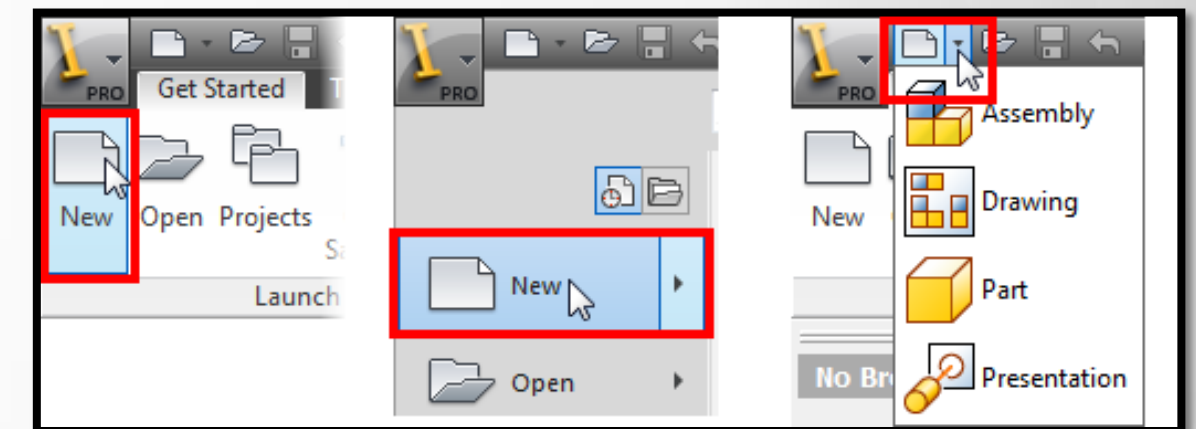 PRO
Get Started
New Open Projects
Launch
PRO
New
Open
PRO
New
No Br
Assembly
Drawing
Part
Presentation